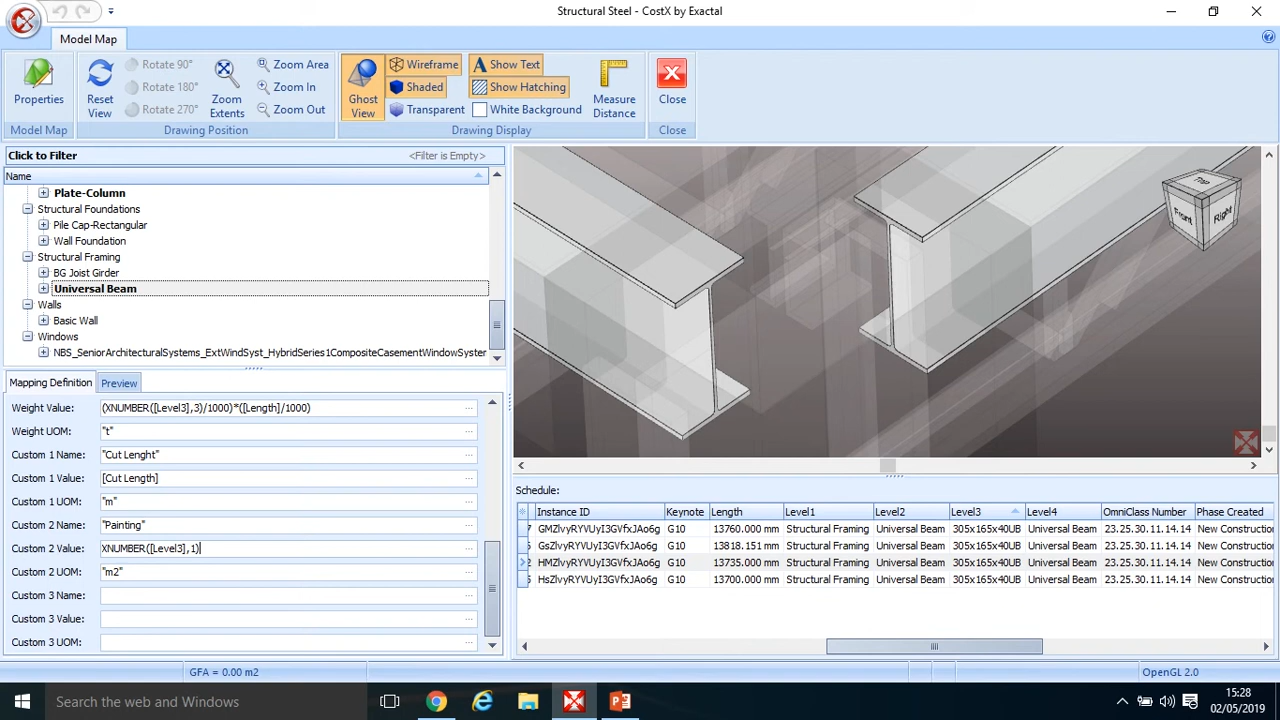 Structural Steel - CostX by Exactal
Model Map
Properties
Reset View
Rotate 90°
Rotate 180°
Rotate 270°
Zoom Extents
Zoom Area
Zoom In
Zoom Out
Ghost View
Wireframe
Shaded
Transparent
Show Text
Show Hatching
White Background
Measure Distance
Close
Model Map
Drawing Position
Drawing Display
Close
Click to Filter
<Filter is Empty>
Name
Plate-Column
Structural Foundations
Pile Cap-Rectangular
Wall Foundation
Structural Framing
BG Joist Girder
Universal Beam
Walls
Basic Wall
Windows
NBS_SeniorArchitecturalSystems_ExtWindSyst_HybridSeries1CompositeCasementWindowSyster
Mapping Definition
Preview
Weight Value: (XNUMBER([Level3],3)/1000)*([Length]/1000)
Weight UOM: "t"
Custom 1 Name: "Cut Lenght"
Custom 1 Value: [Cut Length]
Custom 1 UOM: "m"
Custom 2 Name: "Painting"
Custom 2 Value: XNUMBER([Level3],1)
Custom 2 UOM: "m2"
Custom 3 Name:
Custom 3 Value:
Custom 3 UOM:
Top
Front
Right
Schedule:
Instance ID Keynote Length Level1 Level2 Level3 Level4 OmniClass Number Phase Created
7 GMZlvyRYVUyI3GVfxJAo6g G10 13760.000 mm Structural Framing Universal Beam 305x165x40UB Universal Beam 23.25.30.11.14.14 New Construction
5 GsZlvyRYVUyI3GVfxJAo6g G10 13818.151 mm Structural Framing Universal Beam 305x165x40UB Universal Beam 23.25.30.11.14.14 New Construction
2 HMZlvyRYVUyI3GVfxJAo6g G10 13735.000 mm Structural Framing Universal Beam 305x165x40UB Universal Beam 23.25.30.11.14.14 New Construction
5 HsZlvyRYVUyI3GVfxJAo6g G10 13700.000 mm Structural Framing Universal Beam 305x165x40UB Universal Beam 23.25.30.11.14.14 New Construction
GFA = 0.00 m2
OpenGL 2.0
Search the web and Windows
15:28
02/05/2019